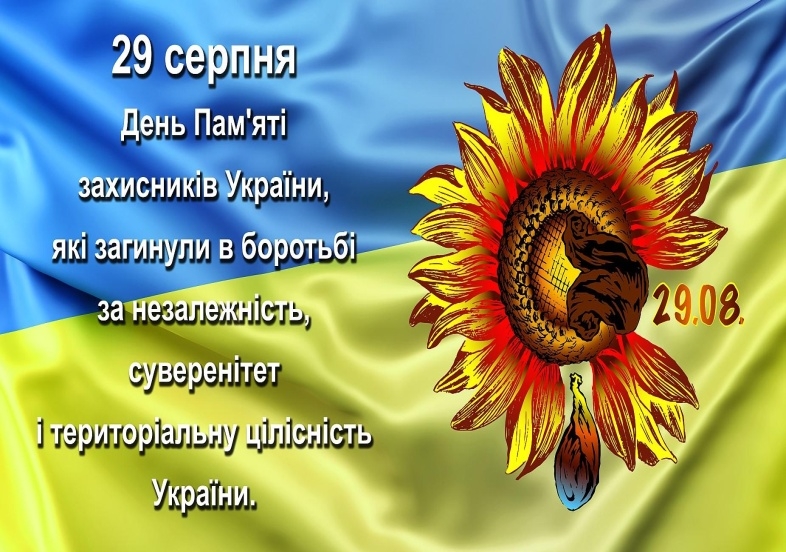 29 серпня
День Пам'яті
захисників України,
які загинули в боротьбі
за незалежність,
суверенітет
і територіальну цілісність
України.
29.08.